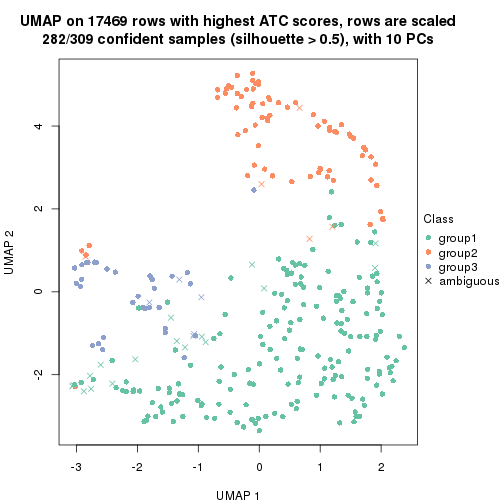 UMAP on 17469 rows with highest ATC scores, rows are scaled
282/309 confident samples (silhouette > 0.5), with 10 PCs
4
2
0
-2
UMAP 2
-3
-2
-1
0
1
2
UMAP 1
Class
group1
group2
group3
ambiguous